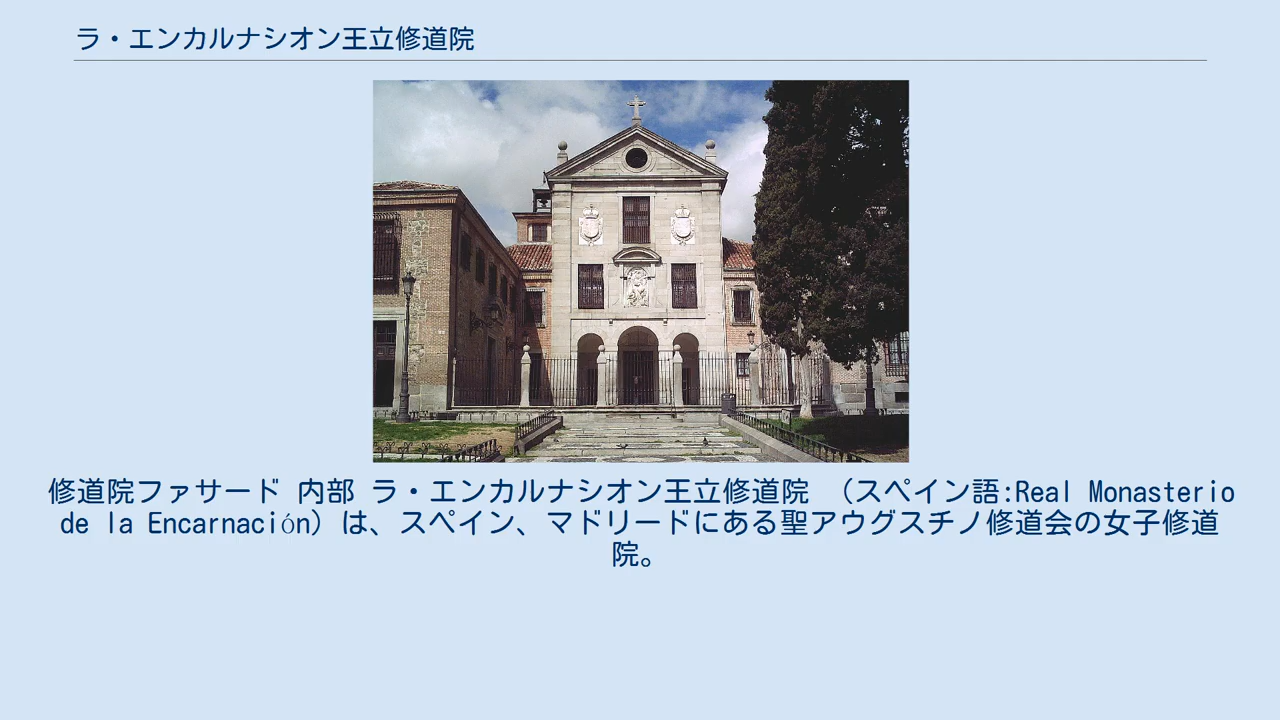 ラ・エンカルナシオン王立修道院
修道院ファサード 内部 ラ・エンカルナシオン王立修道院 （スペイン語:Real Monasterio
de la Encarnación）は、スペイン、マドリードにある聖アウグスチノ修道会の女子修道
院。